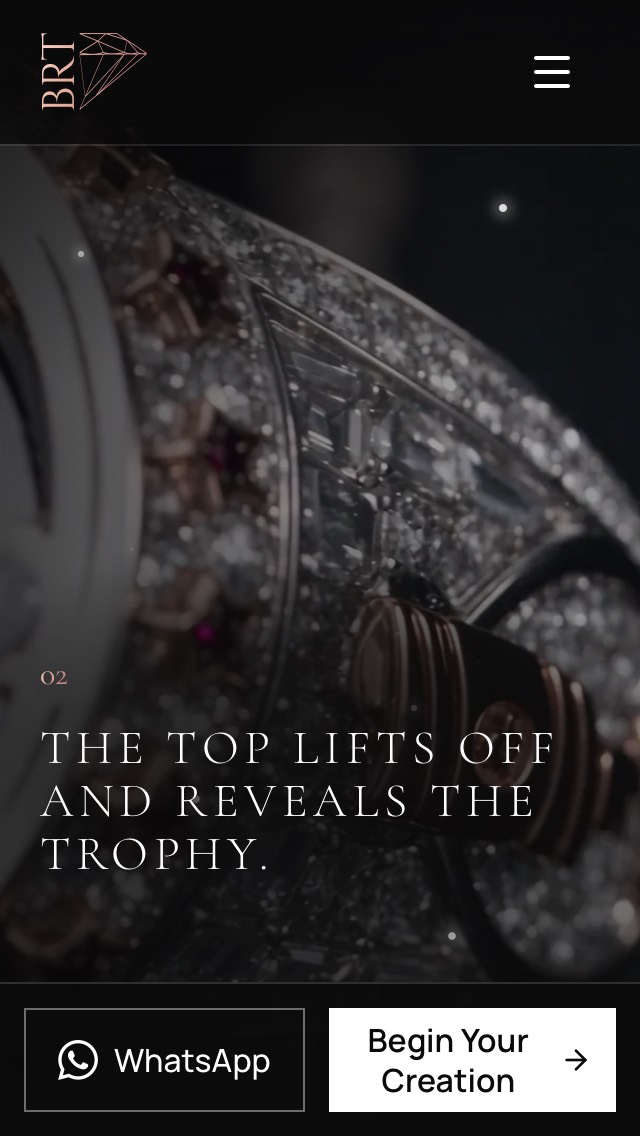 BRT
02
THE TOP LIFTS OFF
AND REVEALS THE
TROPHY.
WhatsApp
Begin Your
Creation